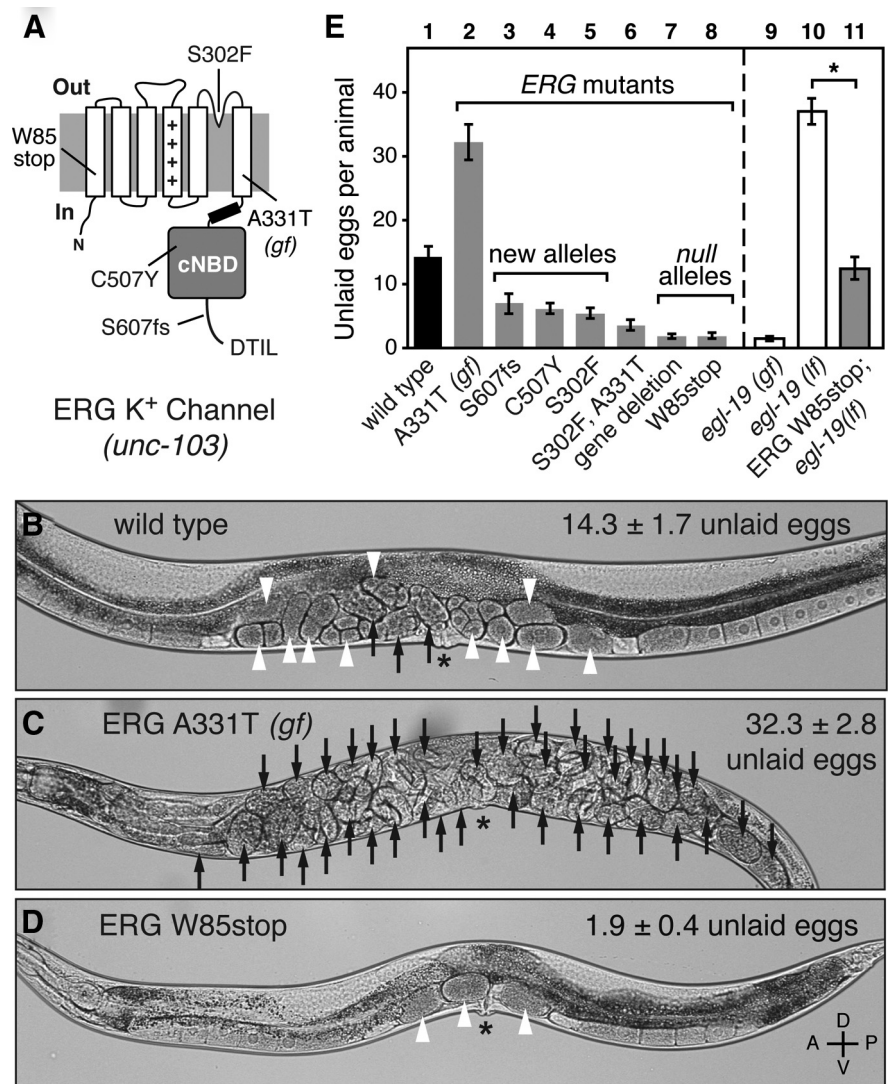 A
S302F
Out
W85
stop
+
+
+
+
In
N
A331T
(gf)
cNBD
C507Y
S607fs
DTIL
ERG K⁺ Channel
(unc-103)
E
1 2 3 4 5 6 7 8 9 10 11
Unlaid eggs per animal
40
30
20
10
0
ERG mutants
*
new alleles
null
alleles
wild type
A331T (gf)
S607fs
C507Y
S302F
S302F, A331T
gene deletion
W85stop
egl-19 (gf)
egl-19 (lf)
ERG W85stop;
egl-19(lf)
B wild type 14.3 ± 1.7 unlaid eggs
*
C ERG A331T (gf) 32.3 ± 2.8
unlaid eggs
*
D ERG W85stop 1.9 ± 0.4 unlaid eggs
*
D
A P
V